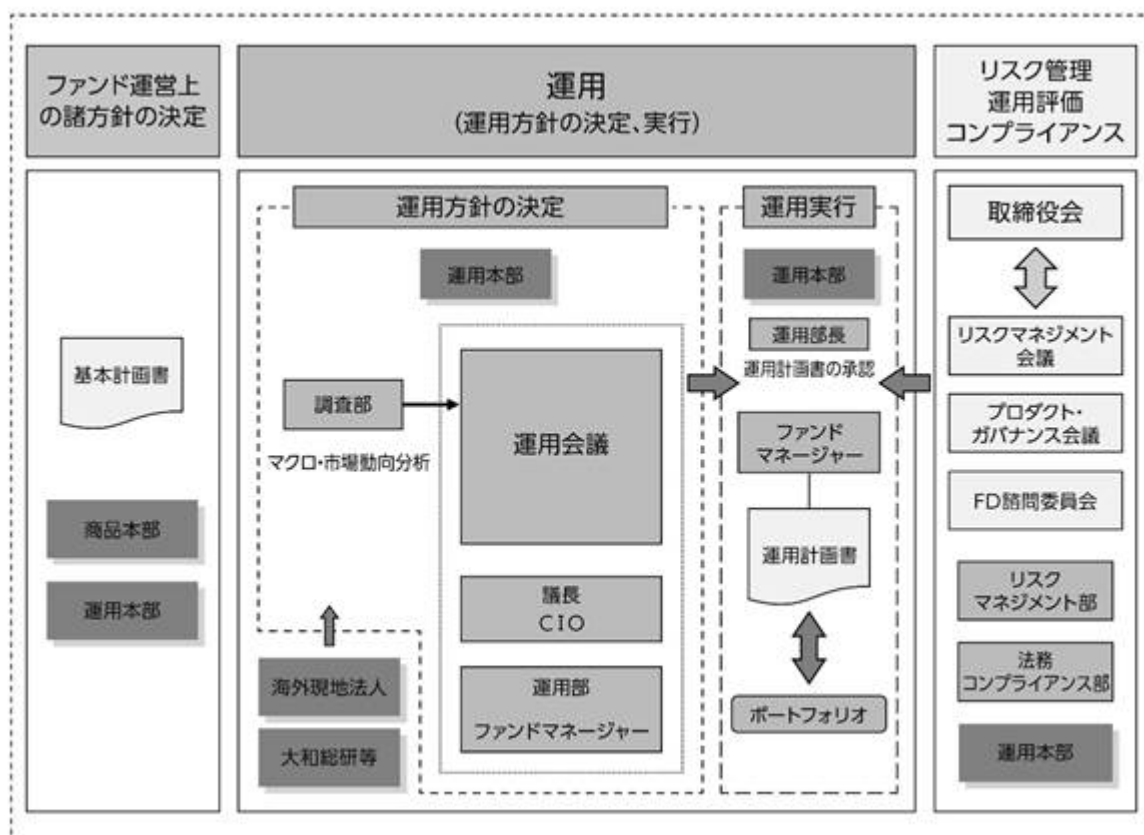 ファンド運営上
の諸方針の決定
運用
(運用方針の決定、実行)
リスク管理
運用評価
コンプライアンス
基本計画書
商品本部
運用本部
運用方針の決定
運用本部
調査部
マクロ・市場動向分析
運用会議
議長
CIO
運用部
ファンドマネージャー
海外現地法人
大和総研等
運用実行
運用本部
運用部長
運用計画書の承認
ファンド
マネージャー
運用計画書
ポートフォリオ
取締役会
リスクマネジメント
会議
プロダクト・
ガバナンス会議
FD諮問委員会
リスク
マネジメント部
法務
コンプライアンス部
運用本部